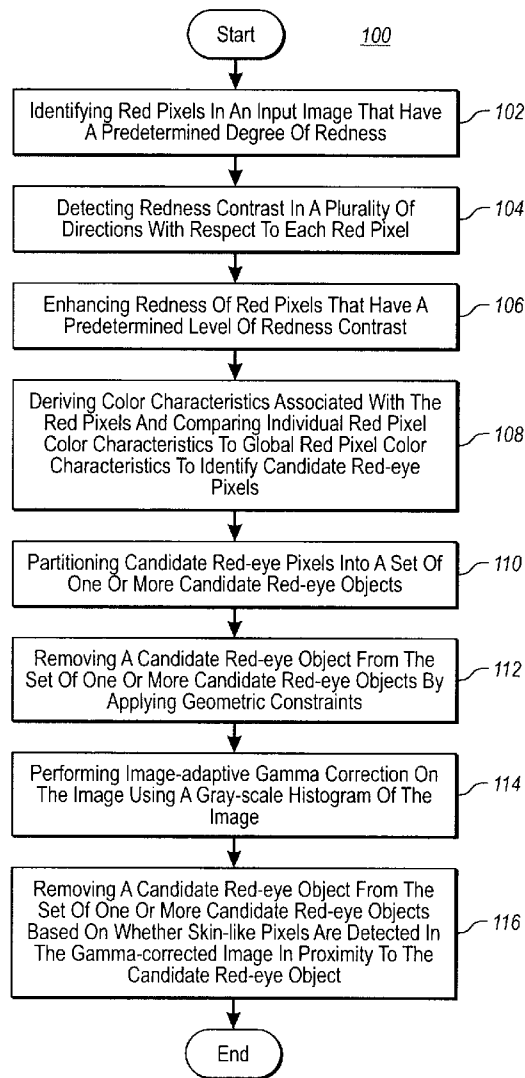 Start
100
Identifying Red Pixels In An Input Image That Have
A Predetermined Degree Of Redness
102
Detecting Redness Contrast In A Plurality Of
Directions With Respect To Each Red Pixel
104
Enhancing Redness Of Red Pixels That Have A
Predetermined Level Of Redness Contrast
106
Deriving Color Characteristics Associated With The
Red Pixels And Comparing Individual Red Pixel
Color Characteristics To Global Red Pixel Color
Characteristics To Identify Candidate Red-eye
Pixels
108
Partitioning Candidate Red-eye Pixels Into A Set Of
One Or More Candidate Red-eye Objects
110
Removing A Candidate Red-eye Object From The
Set Of One Or More Candidate Red-eye Objects By
Applying Geometric Constraints
112
Performing Image-adaptive Gamma Correction On
The Image Using A Gray-scale Histogram Of The
Image
114
Removing A Candidate Red-eye Object From The
Set Of One Or More Candidate Red-eye Objects
Based On Whether Skin-like Pixels Are Detected In
The Gamma-corrected Image In Proximity To The
Candidate Red-eye Object
116
End